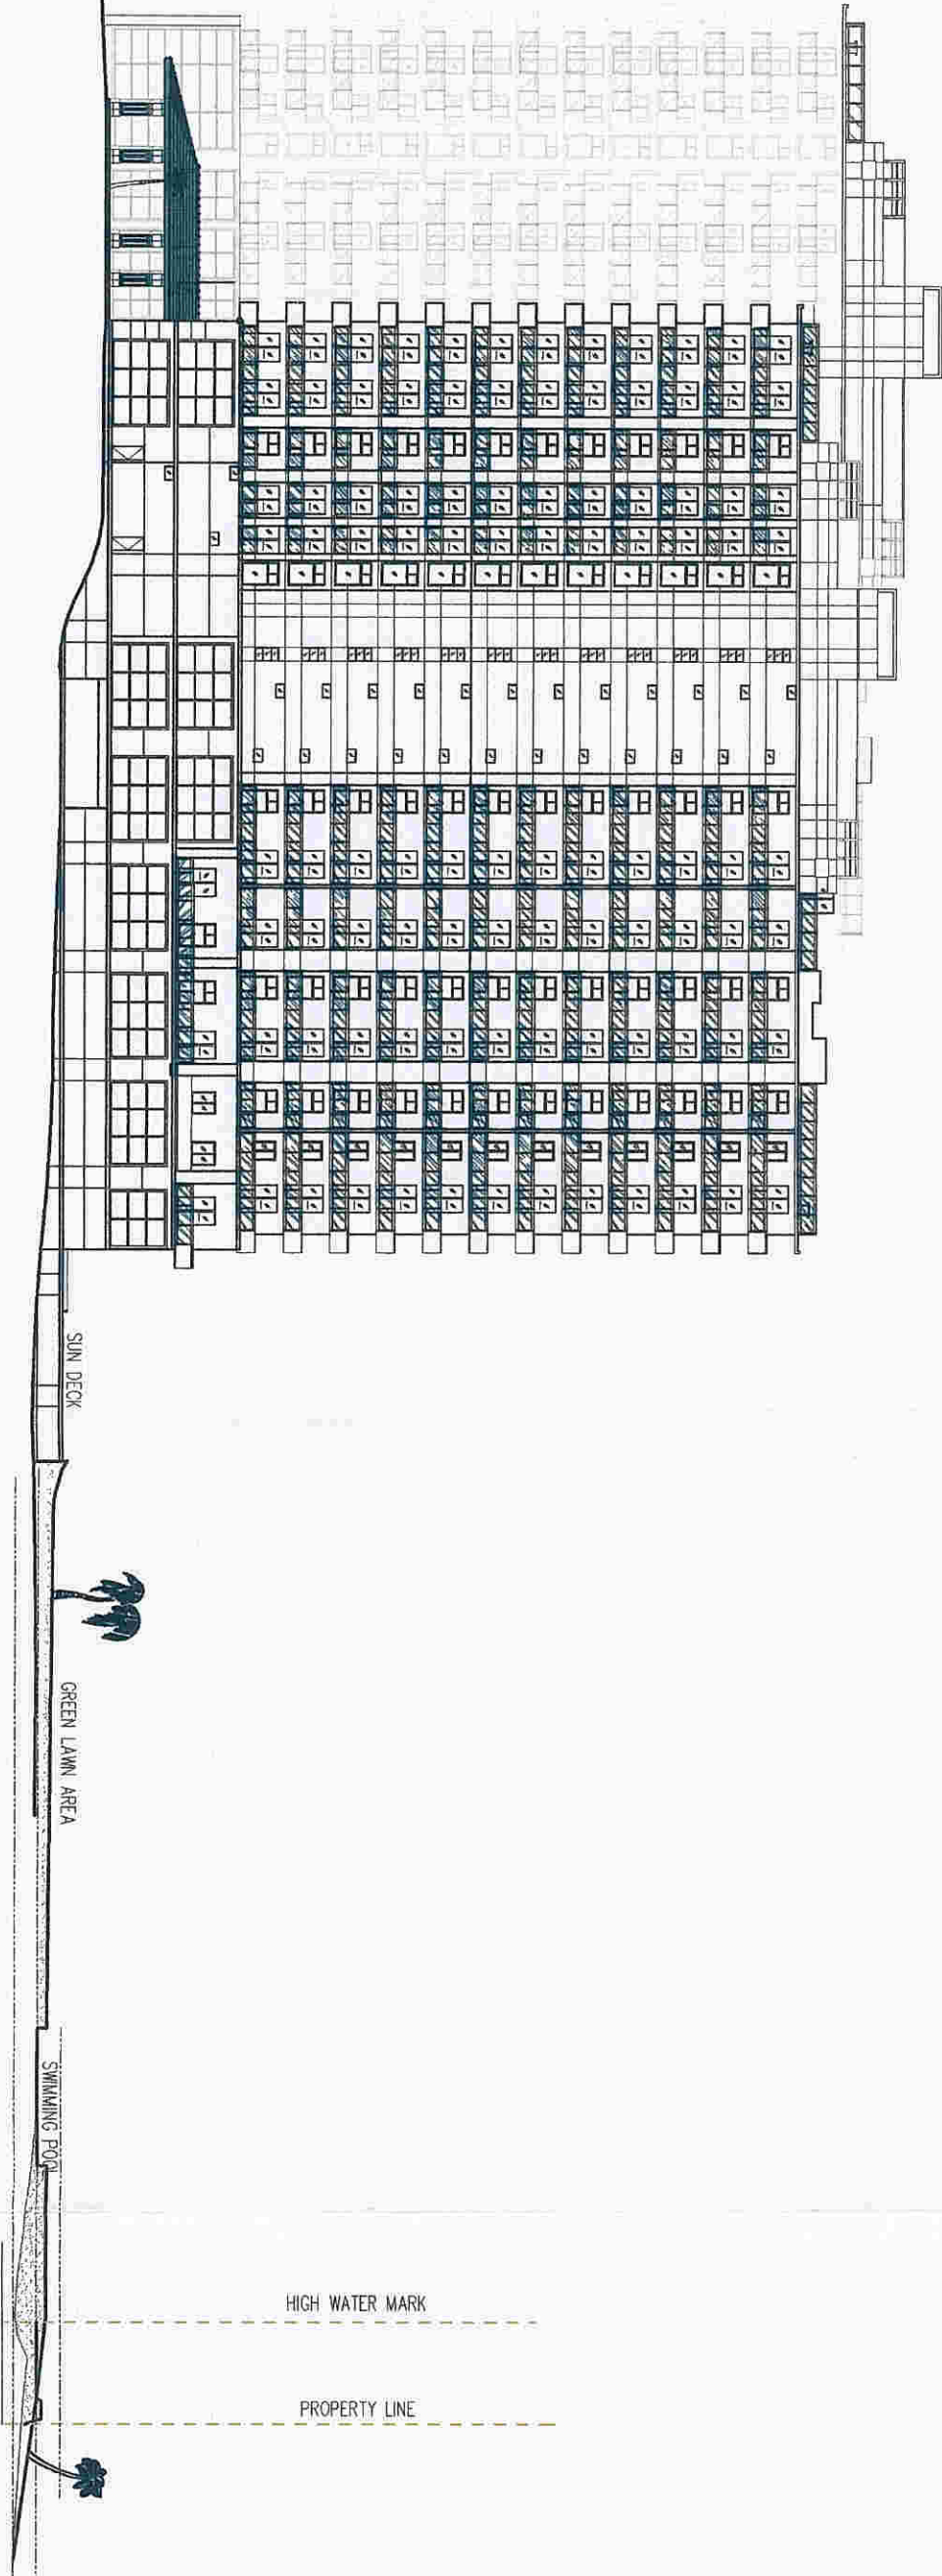 SUN DECK
GREEN LAWN AREA
SWIMMING POOL
HIGH WATER MARK
PROPERTY LINE